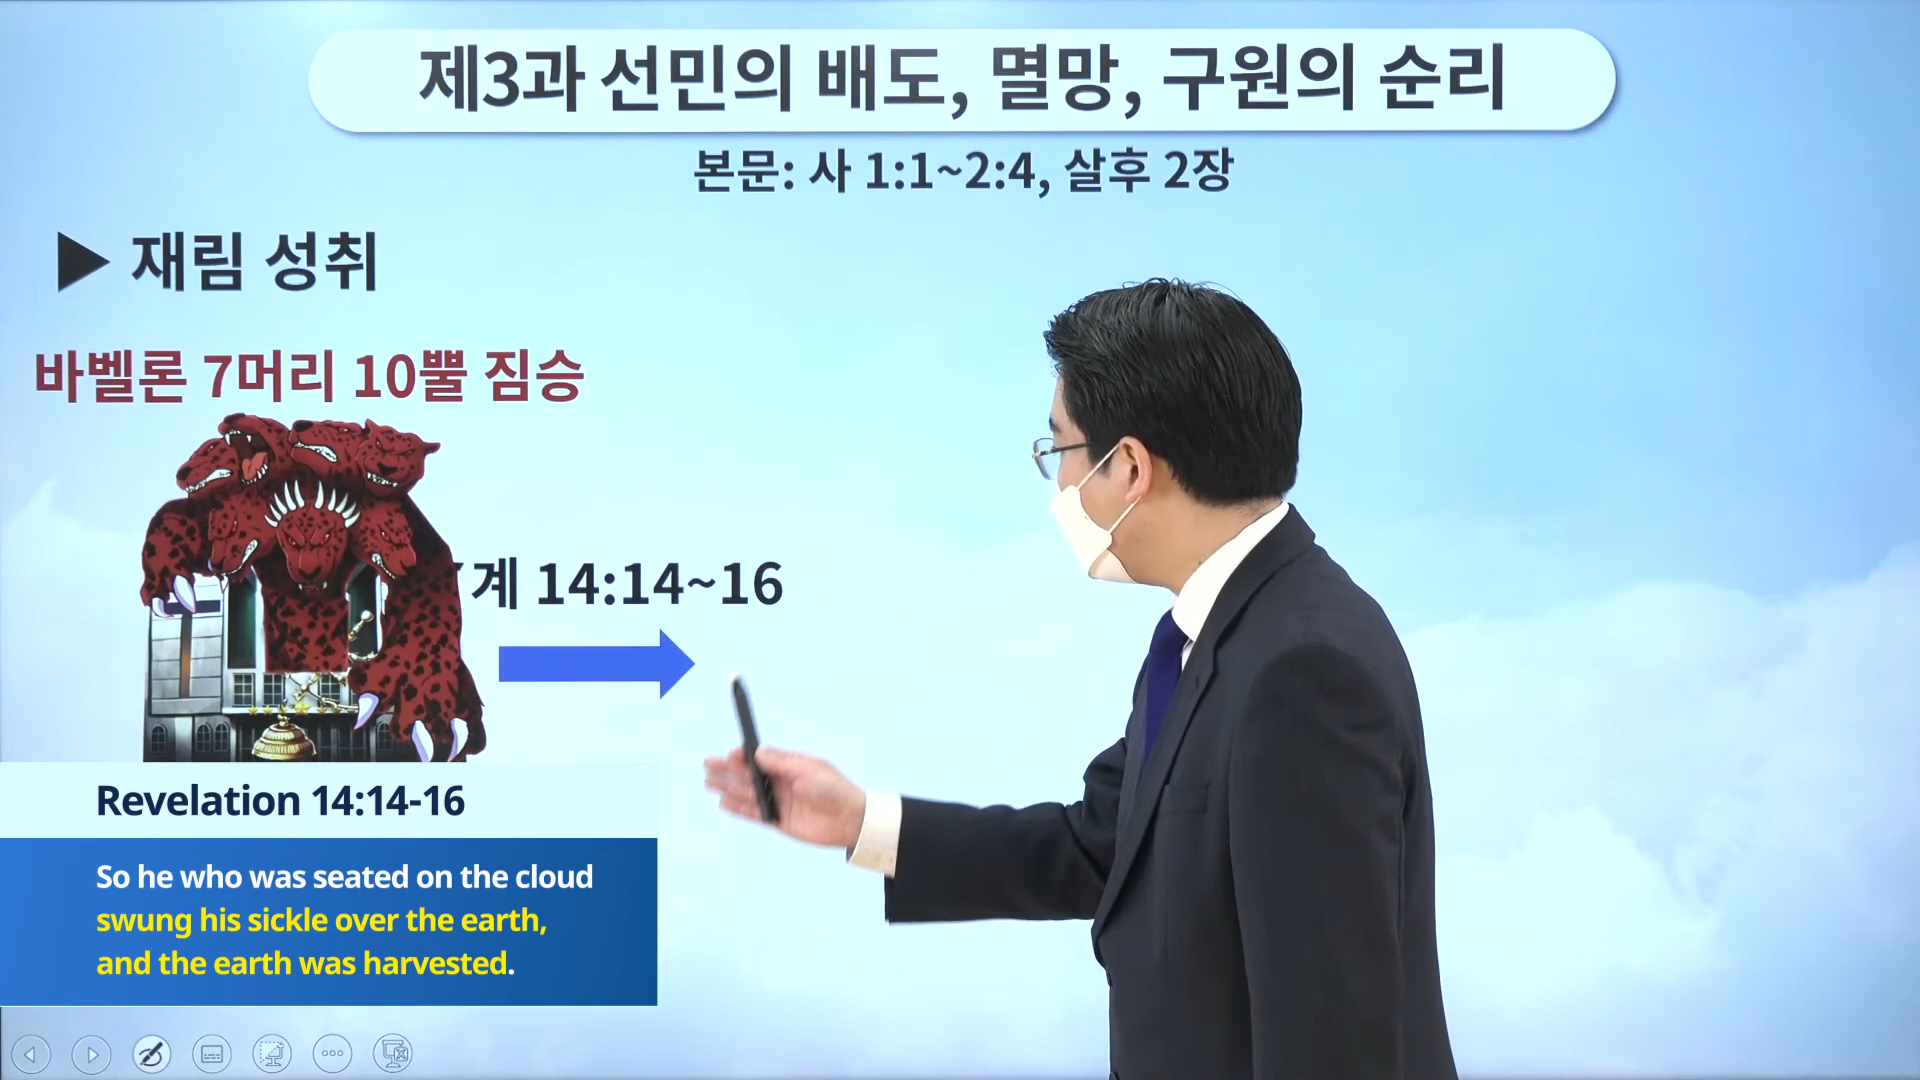 제3과 선민의 배도, 멸망, 구원의 순리
본문: 사 1:1~2:4, 살후 2장
▶ 재림 성취
바벨론 7머리 10뿔 짐승
계 14:14~16
Revelation 14:14-16
So he who was seated on the cloud
swung his sickle over the earth,
and the earth was harvested.